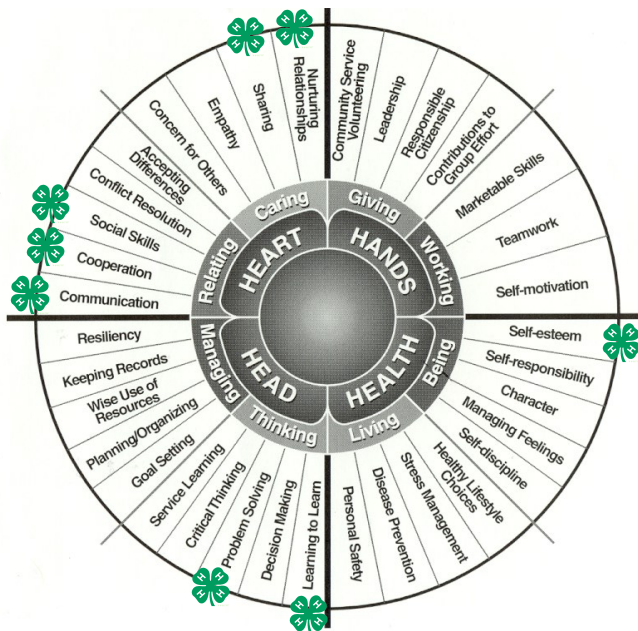 H H H H
H H H H
Nurturing
Relationships
Sharing
Empathy
Concern for Others
Accepting
Differences
Conflict Resolution
H H H H
Social Skills
H H H H
Cooperation
H H H H
Communication
Caring
Relating
HEART
Community Service
Volunteering
Leadership
Responsible
Citizenship
Contributions to
Group Effort
Marketable Skills
Teamwork
Self-motivation
Giving
Working
HANDS
Resiliency
Keeping Records
Wise Use of
Resources
Planning/Organizing
Goal Setting
Service Learning
Critical Thinking
Problem Solving
Decision Making
Learning to Learn
Managing
Thinking
HEAD
H H H H
H H H H
Self-esteem
H H H H
Self-responsibility
Character
Managing Feelings
Self-discipline
Healthy Lifestyle
Choices
Stress Management
Disease Prevention
Personal Safety
Being
Living
HEALTH